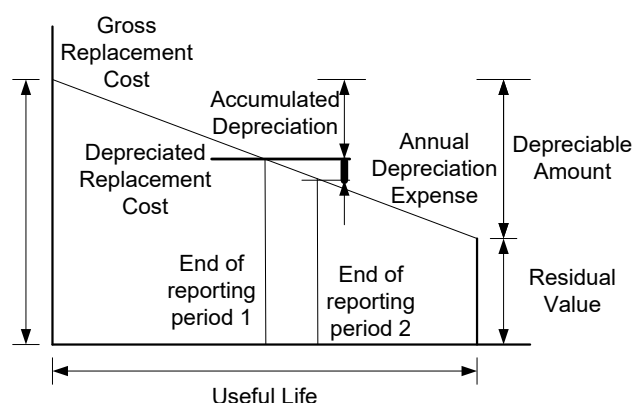 Gross
Replacement
Cost
Accumulated
Depreciation
Annual
Depreciation
Expense
Depreciable
Amount
Depreciated
Replacement
Cost
End of
reporting
period 1
End of
reporting
period 2
Residual
Value
Useful Life